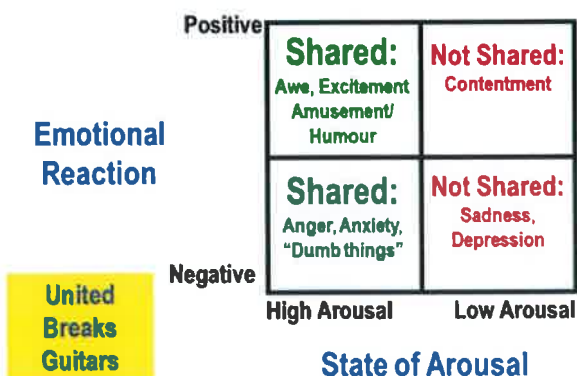 Positive
Shared:
Awe, Excitement
Amusement/
Humour
Not Shared:
Contentment
Emotional
Reaction
Shared:
Anger, Anxiety,
“Dumb things”
Not Shared:
Sadness,
Depression
Negative
High Arousal
Low Arousal
United
Breaks
Guitars
State of Arousal